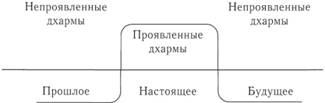 Непроявленные
дхармы
Проявленные
дхармы
Непроявленные
дхармы
Прошлое
Настоящее
Будущее